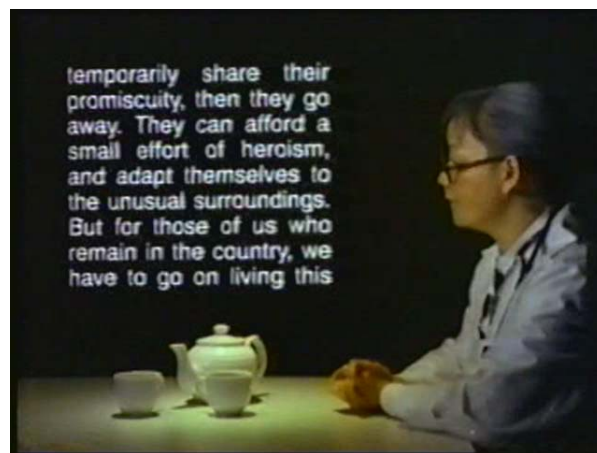 temporarily share their
promiscuity, then they go
away. They can afford a
small effort of heroism,
and adapt themselves to
the unusual surroundings.
But for those of us who
remain in the country, we
have to go on living this